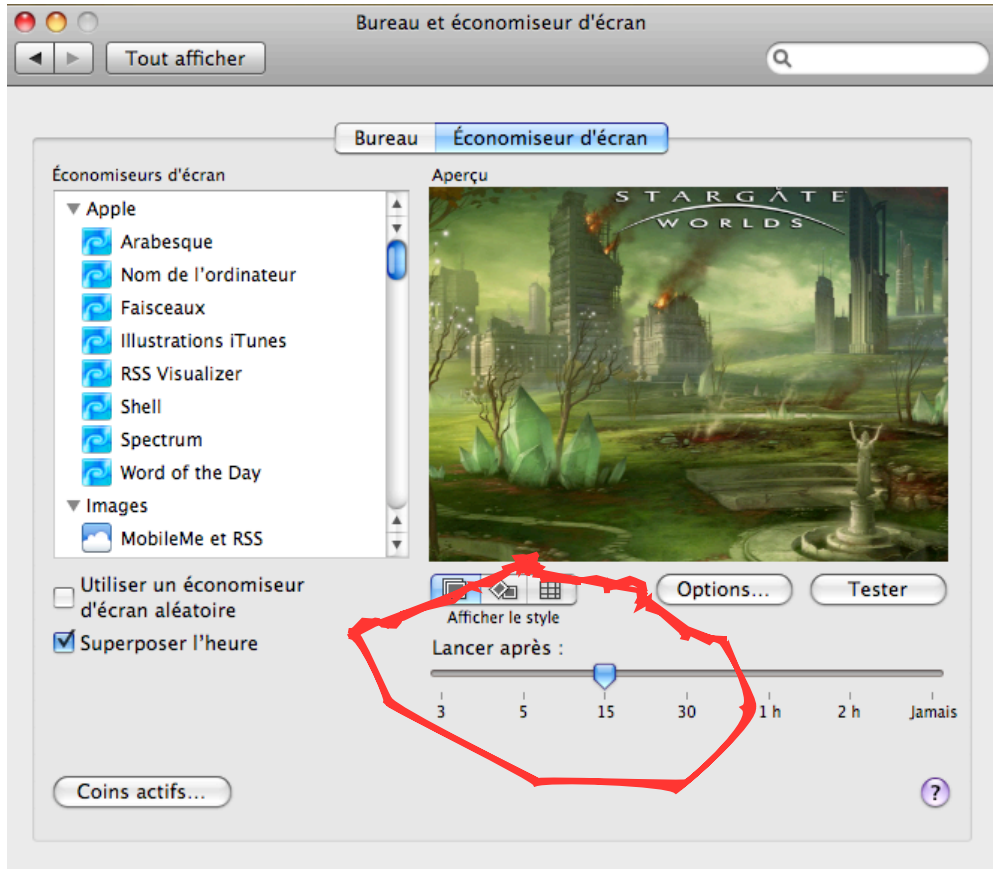 Bureau et économiseur d'écran
Tout afficher
Bureau
Économiseur d'écran
Économiseurs d'écran
Aperçu
Apple
Arabesque
Nom de l'ordinateur
Faisceaux
Illustrations iTunes
RSS Visualizer
Shell
Spectrum
Word of the Day
Images
MobileMe et RSS
STARGATE
WORLDS
Utiliser un économiseur
d'écran aléatoire
Superposer l'heure
Afficher le style
Options...
Tester
Lancer après :
3 5 15 30 1 h 2 h Jamais
Coins actifs...
?